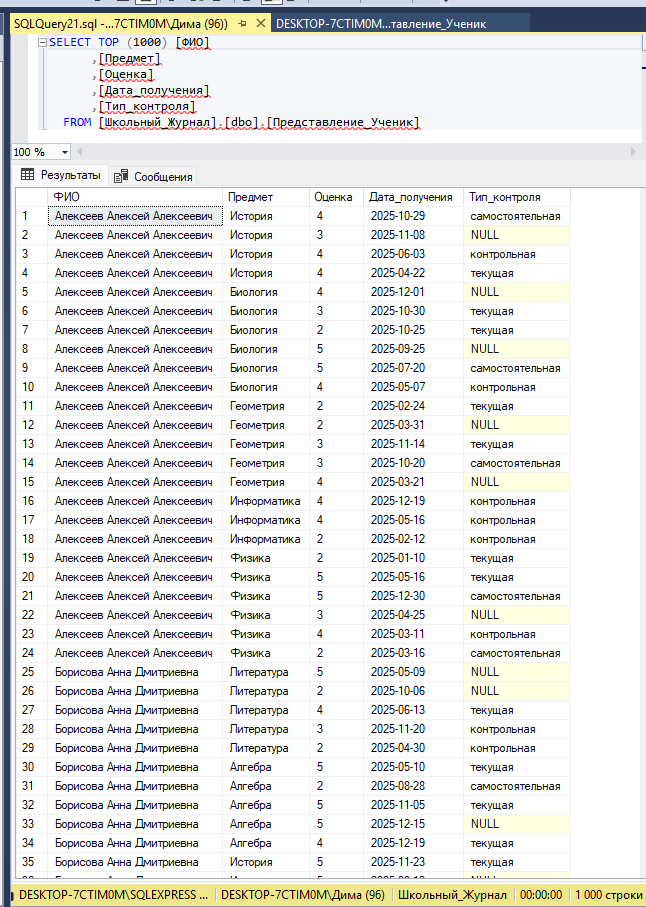 SQLQuery21.sql -...7CTIM0M\Дима (96)) DESKTOP-7CTIM0M...тавление_Ученик
SELECT TOP (1000) [ФИО]
,[Предмет]
,[Оценка]
,[Дата_получения]
,[Тип_контроля]
FROM [Школьный_Журнал].[dbo].[Представление_Ученик]
100 %
Результаты Сообщения
ФИО Предмет Оценка Дата_получения Тип_контроля
1 Алексеев Алексей Алексеевич История 4 2025-10-29 самостоятельная
2 Алексеев Алексей Алексеевич История 3 2025-11-08 NULL
3 Алексеев Алексей Алексеевич История 4 2025-06-03 контрольная
4 Алексеев Алексей Алексеевич История 4 2025-04-22 текущая
5 Алексеев Алексей Алексеевич Биология 4 2025-12-01 NULL
6 Алексеев Алексей Алексеевич Биология 3 2025-10-30 текущая
7 Алексеев Алексей Алексеевич Биология 2 2025-10-25 текущая
8 Алексеев Алексей Алексеевич Биология 5 2025-09-25 NULL
9 Алексеев Алексей Алексеевич Биология 5 2025-07-20 самостоятельная
10 Алексеев Алексей Алексеевич Биология 4 2025-05-07 контрольная
11 Алексеев Алексей Алексеевич Геометрия 2 2025-02-24 текущая
12 Алексеев Алексей Алексеевич Геометрия 2 2025-03-31 NULL
13 Алексеев Алексей Алексеевич Геометрия 3 2025-11-14 текущая
14 Алексеев Алексей Алексеевич Геометрия 3 2025-10-20 самостоятельная
15 Алексеев Алексей Алексеевич Геометрия 4 2025-03-21 NULL
16 Алексеев Алексей Алексеевич Информатика 4 2025-12-19 контрольная
17 Алексеев Алексей Алексеевич Информатика 4 2025-05-16 контрольная
18 Алексеев Алексей Алексеевич Информатика 2 2025-02-12 контрольная
19 Алексеев Алексей Алексеевич Физика 2 2025-01-10 текущая
20 Алексеев Алексей Алексеевич Физика 5 2025-05-16 текущая
21 Алексеев Алексей Алексеевич Физика 5 2025-12-30 самостоятельная
22 Алексеев Алексей Алексеевич Физика 3 2025-04-25 NULL
23 Алексеев Алексей Алексеевич Физика 4 2025-03-11 контрольная
24 Алексеев Алексей Алексеевич Физика 2 2025-03-16 самостоятельная
25 Борисова Анна Дмитриевна Литература 5 2025-05-09 NULL
26 Борисова Анна Дмитриевна Литература 2 2025-10-06 NULL
27 Борисова Анна Дмитриевна Литература 4 2025-06-13 текущая
28 Борисова Анна Дмитриевна Литература 3 2025-11-20 контрольная
29 Борисова Анна Дмитриевна Литература 2 2025-04-30 контрольная
30 Борисова Анна Дмитриевна Алгебра 5 2025-05-10 текущая
31 Борисова Анна Дмитриевна Алгебра 2 2025-08-28 самостоятельная
32 Борисова Анна Дмитриевна Алгебра 5 2025-11-05 текущая
33 Борисова Анна Дмитриевна Алгебра 5 2025-12-15 NULL
34 Борисова Анна Дмитриевна Алгебра 4 2025-12-19 текущая
35 Борисова Анна Дмитриевна История 5 2025-11-23 текущая
DESKTOP-7CTIM0M\SQLEXPRESS ... DESKTOP-7CTIM0M\Дима (96) Школьный_Журнал 00:00:00 1 000 строки